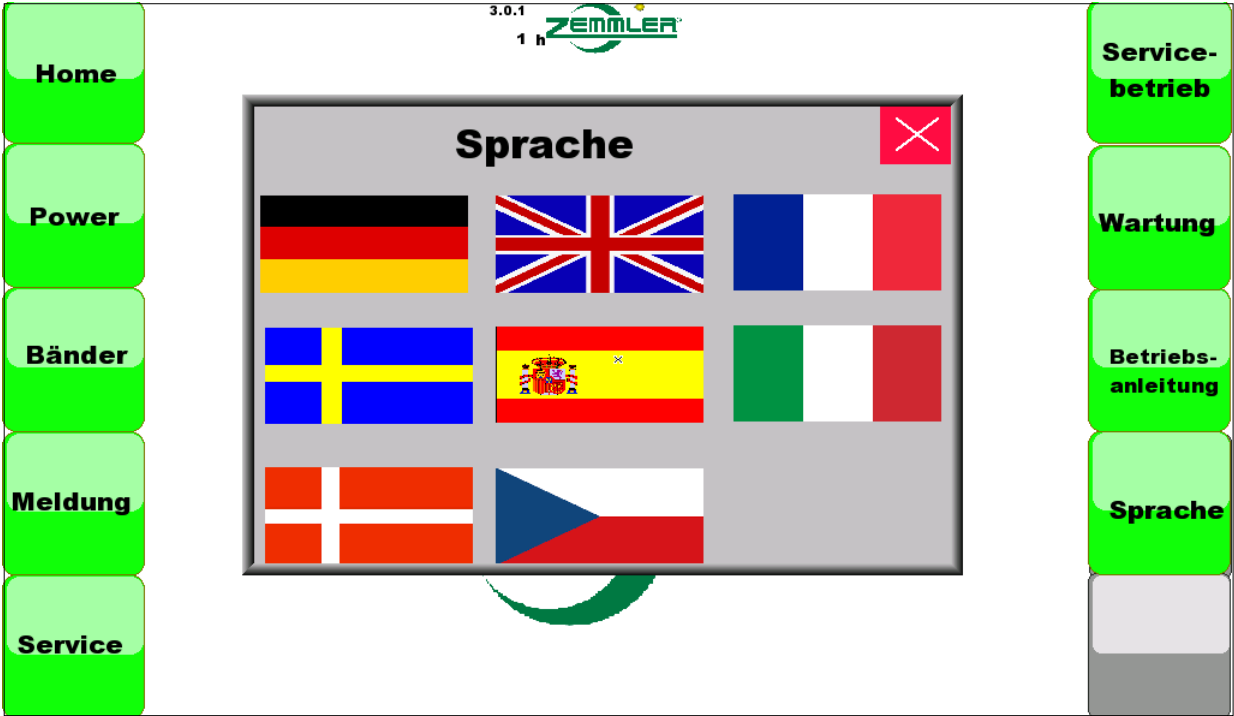 3.0.1
1 h
ZEMMLER
Home
Power
Bänder
Meldung
Service
Sprache
Service-
betrieb
Wartung
Betriebs-
anleitung
Sprache